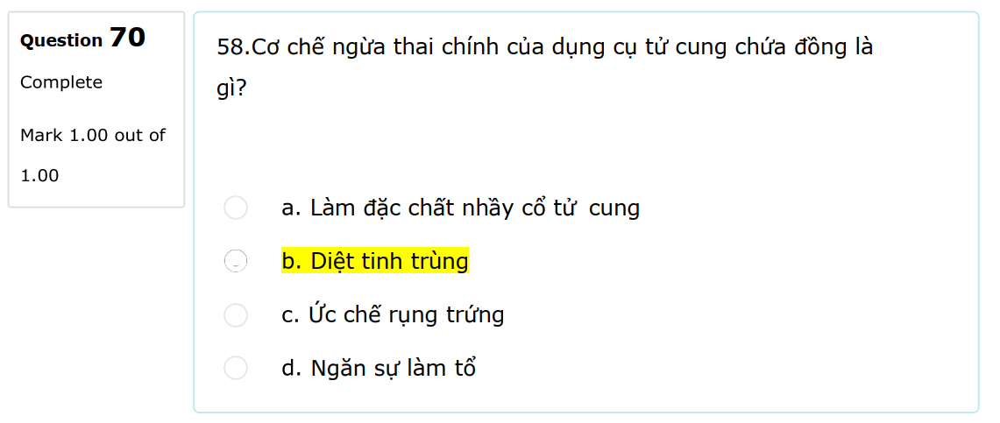 Question 70
Complete
Mark 1.00 out of
1.00
58.Cơ chế ngừa thai chính của dụng cụ tử cung chứa đồng là
gì?
a. Làm đặc chất nhầy cổ tử cung
b. Diệt tinh trùng
c. Ức chế rụng trứng
d. Ngăn sự làm tổ